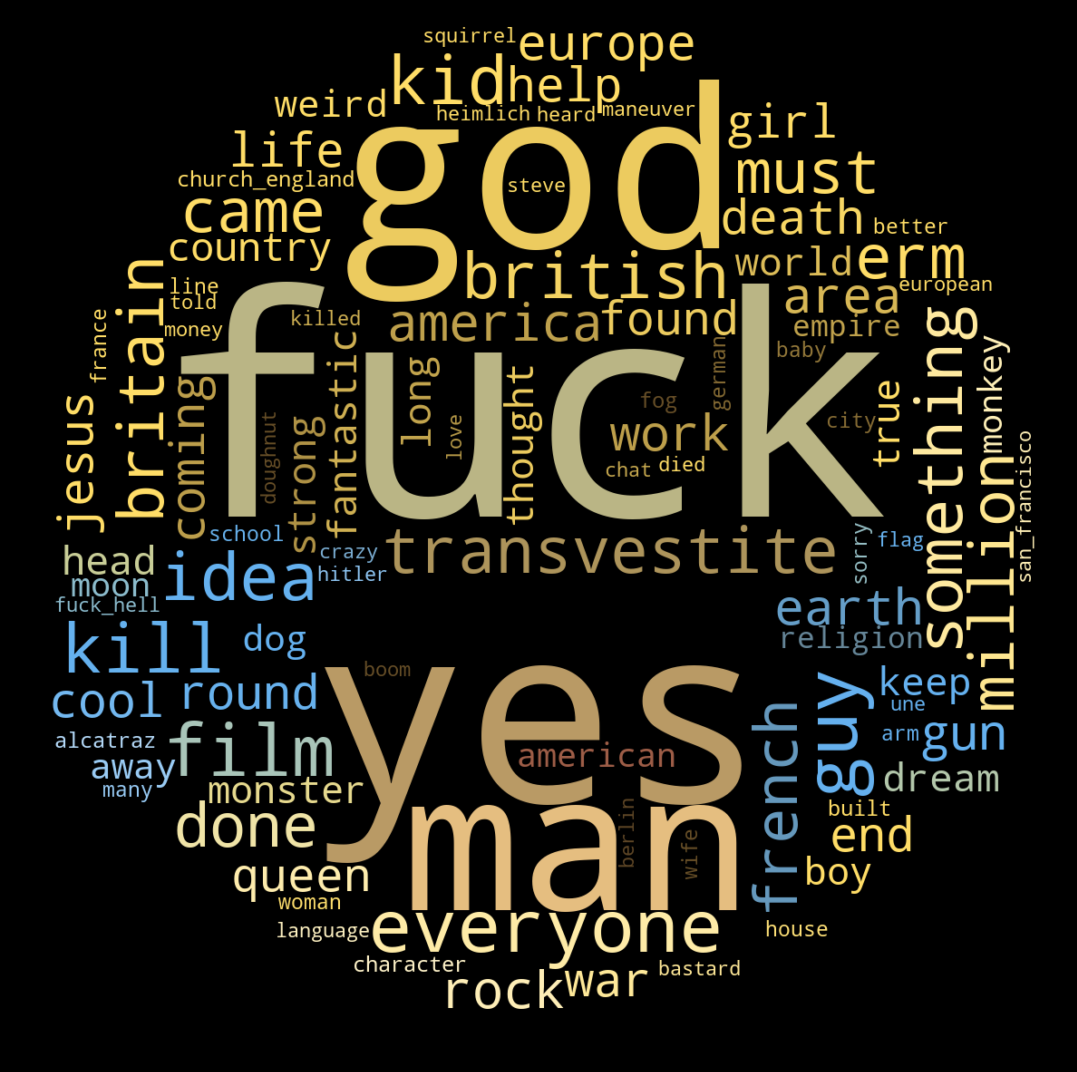 squirrel
europe
kid
help
weird
heimlich
heard
maneuver
god
girl
life
steve
must
church_england
came
death
better
country
british
world
erm
britain
line
european
told
area
money
killed
america
found
empire
france
fuck
baby
german
something
monkey
jesus
coming
fantastic
long
thought
fog
true
city
doughnut
strong
love
work
chat
died
million
san_francisco
school
crazy
transvestite
sorry
flag
head
hitler
moon
idea
fuck_hell
earth
religion
kill
dog
boom
yes
cool
round
guy
keep
une
alcatraz
film
american
french
arm
gun
away
many
monster
dream
man
done
berlin
wife
built
end
queen
boy
woman
language
everyone
house
character
bastard
rock
war